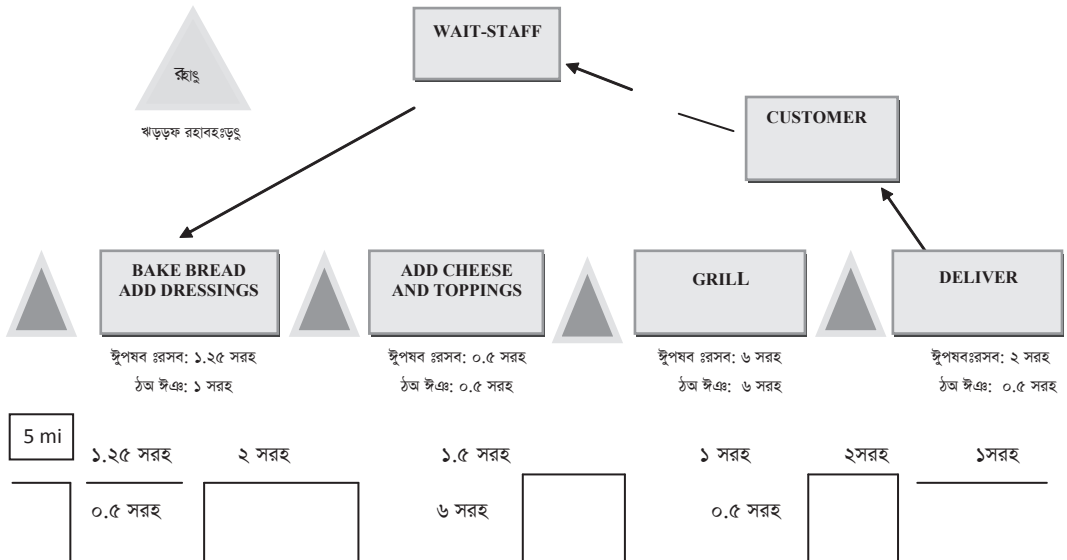 WAIT-STAFF
CUSTOMER
ঋড়ড়ফ রহাবহঃড়ৎু
BAKE BREAD
ADD DRESSINGS
ADD CHEESE
AND TOPPINGS
GRILL
DELIVER
ঈুপষব ঃরসব: ১.২৫ সরহ
ঠঅ ঈঞ: ১ সরহ
ঈুপষব ঃরসব: ০.৫ সরহ
ঠঅ ঈঞ: ০.৫ সরহ
ঈুপষব ঃরসব: ৬ সরহ
ঠঅ ঈঞ: ৬ সরহ
ঈুপষবঃরসব: ২ সরহ
ঠঅ ঈঞ: ০.৫ সরহ
5 mi
১.২৫ সরহ
২ সরহ
১.৫ সরহ
১ সরহ
২সরহ
১সরহ
০.৫ সরহ
৬ সরহ
০.৫ সরহ